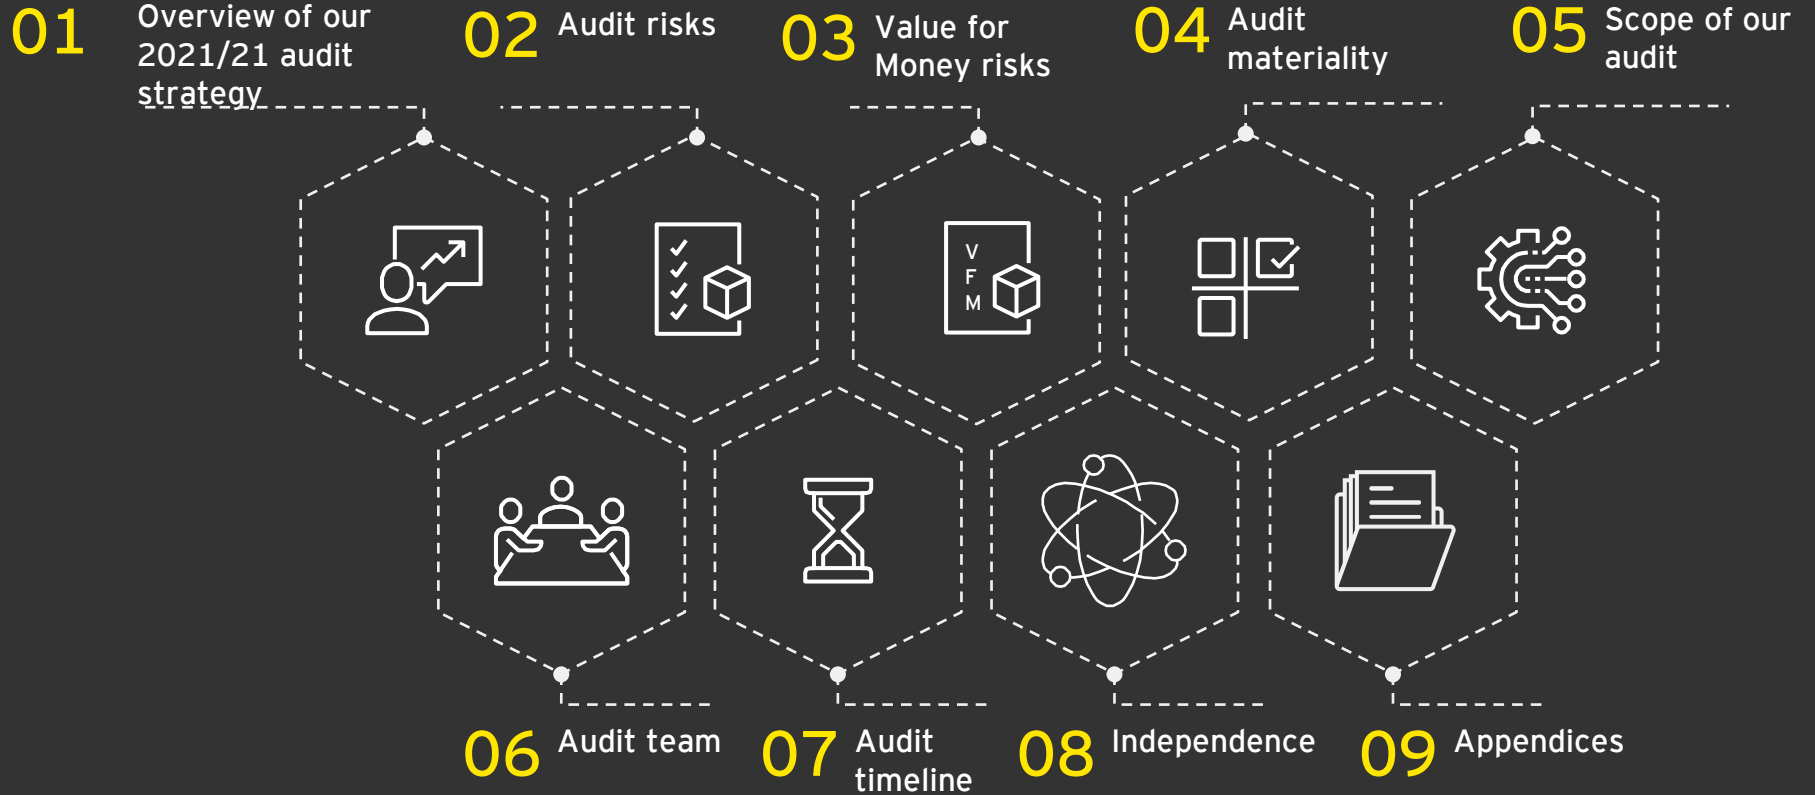 01
Overview of our
2021/21 audit
strategy
02
Audit risks
03
Value for
Money risks
04
Audit
materiality
05
Scope of our
audit
V
F
M
06
Audit team
07
Audit
timeline
08
Independence
09
Appendices